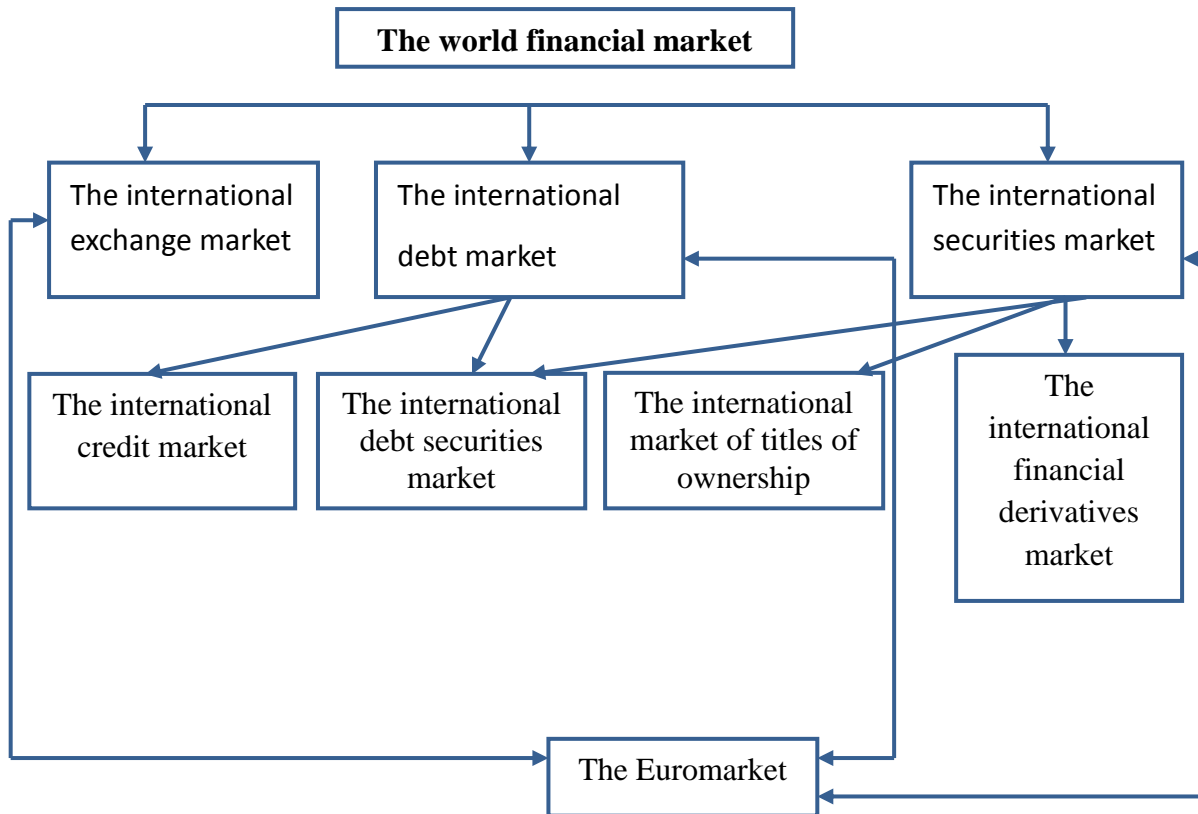 The world financial market
The international
exchange market
The international
debt market
The international
securities market
The international
credit market
The international
debt securities
market
The international
market of titles of
ownership
The
international
financial
derivatives
market
The Euromarket